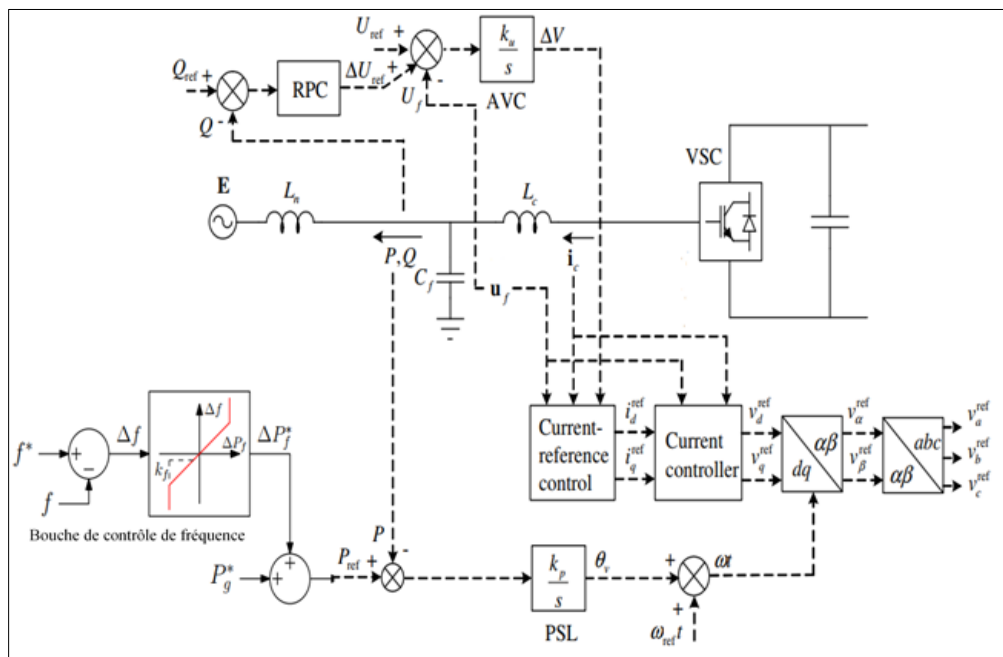 U_ref +
k_u
s
ΔV
Q_ref +
RPC
ΔU_ref +
U_f -
AVC
Q -
VSC
E
L_n
L_c
P, Q
i_c
C_f
u_f
Δf
ΔP_f
k_f1
f* +
−
Δf
ΔP_f^*
f
Bouche de contrôle de fréquence
Current-
reference
control
i_d^ref
i_q^ref
Current
controller
v_d^ref
v_q^ref
αβ
dq
v_α^ref
v_β^ref
abc
αβ
v_a^ref
v_b^ref
v_c^ref
P
-
P_g^* +
+
P_ref +
k_p
s
θ_v
+
ωt
PSL
+
ω_ref t